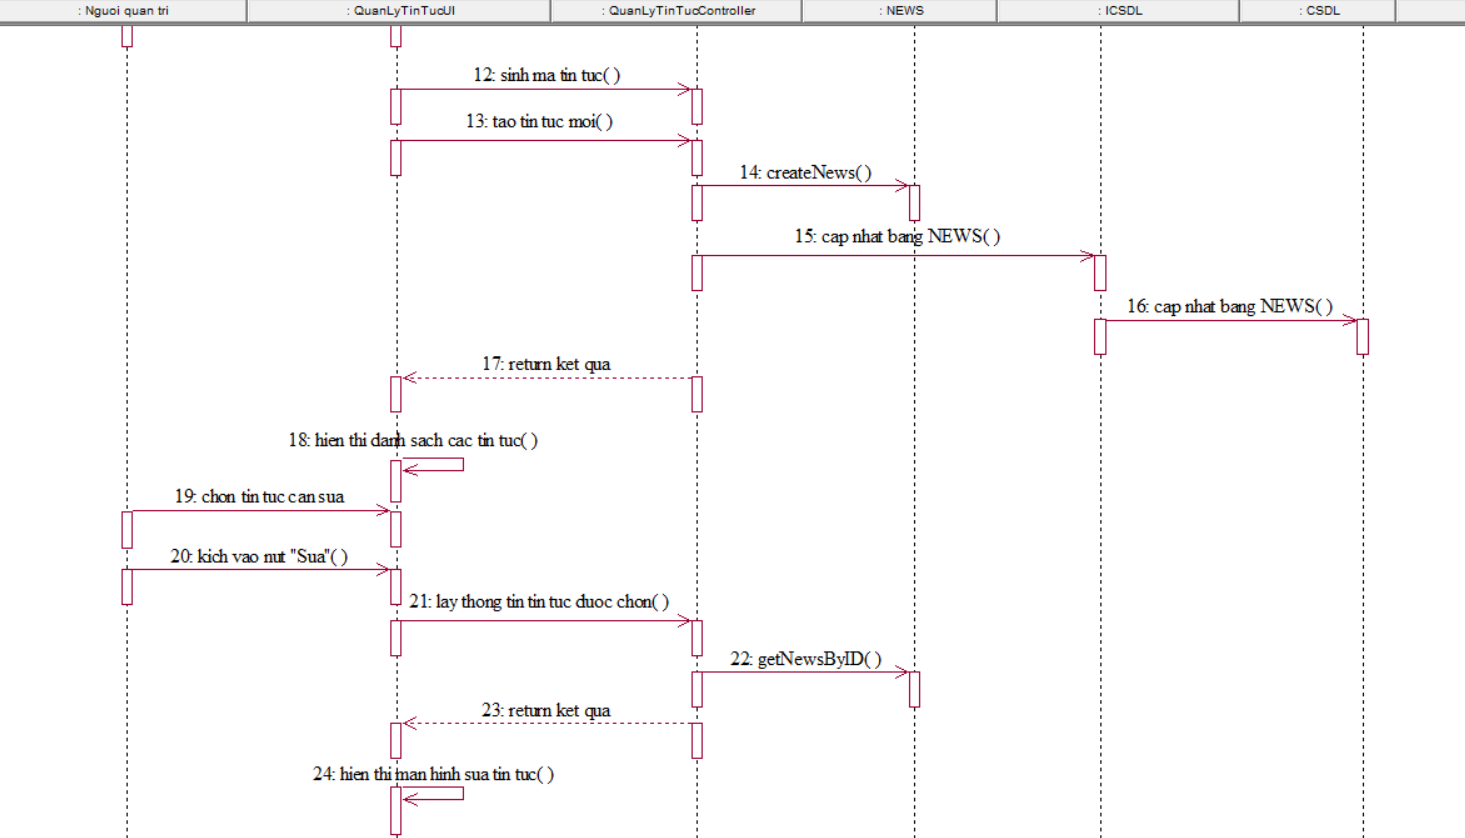 : Nguoi quan tri
: QuanLyTinTucUI
: QuanLyTinTucController
: NEWS
: ICSDL
: CSDL
12: sinh ma tin tuc( )
13: tao tin tuc moi( )
14: createNews( )
15: cap nhat bang NEWS( )
16: cap nhat bang NEWS( )
17: return ket qua
18: hien thi danh sach cac tin tuc( )
19: chon tin tuc can sua
20: kich vao nut "Sua"( )
21: lay thong tin tin tuc duoc chon( )
22: getNewsByID( )
23: return ket qua
24: hien thi man hinh sua tin tuc( )